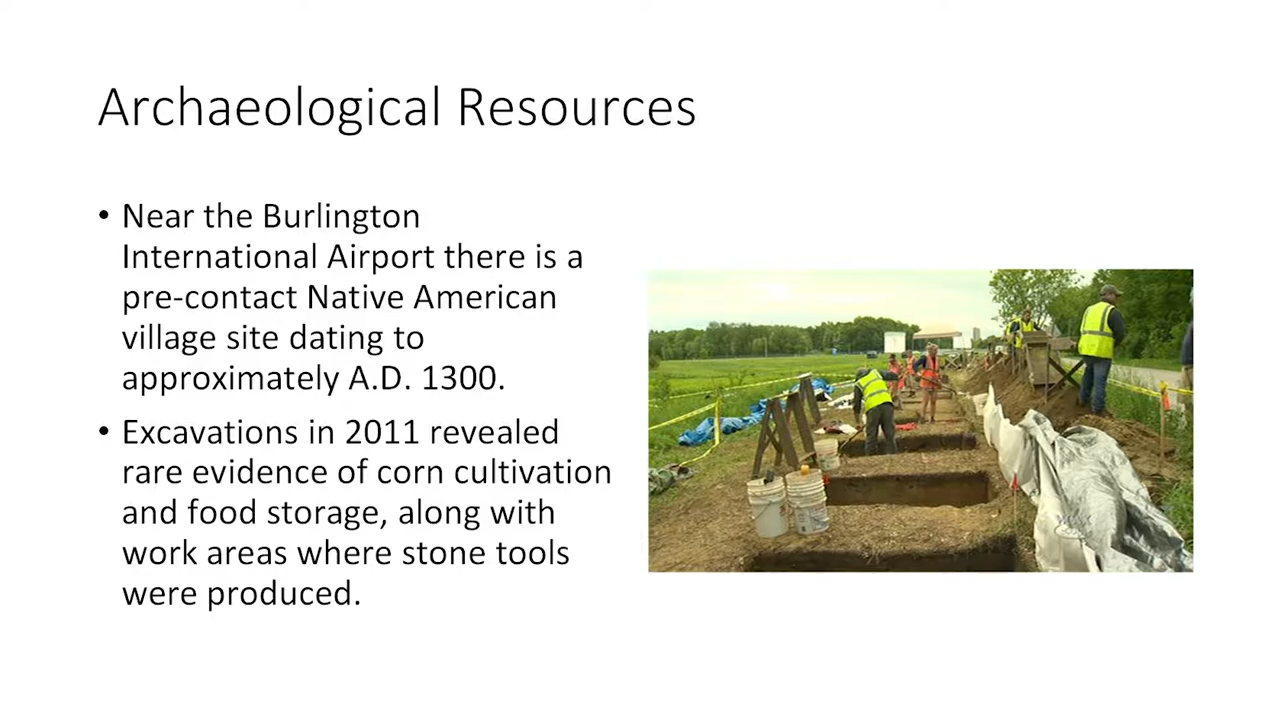 Archaeological Resources
• Near the Burlington
International Airport there is a
pre-contact Native American
village site dating to
approximately A.D. 1300.
• Excavations in 2011 revealed
rare evidence of corn cultivation
and food storage, along with
work areas where stone tools
were produced.